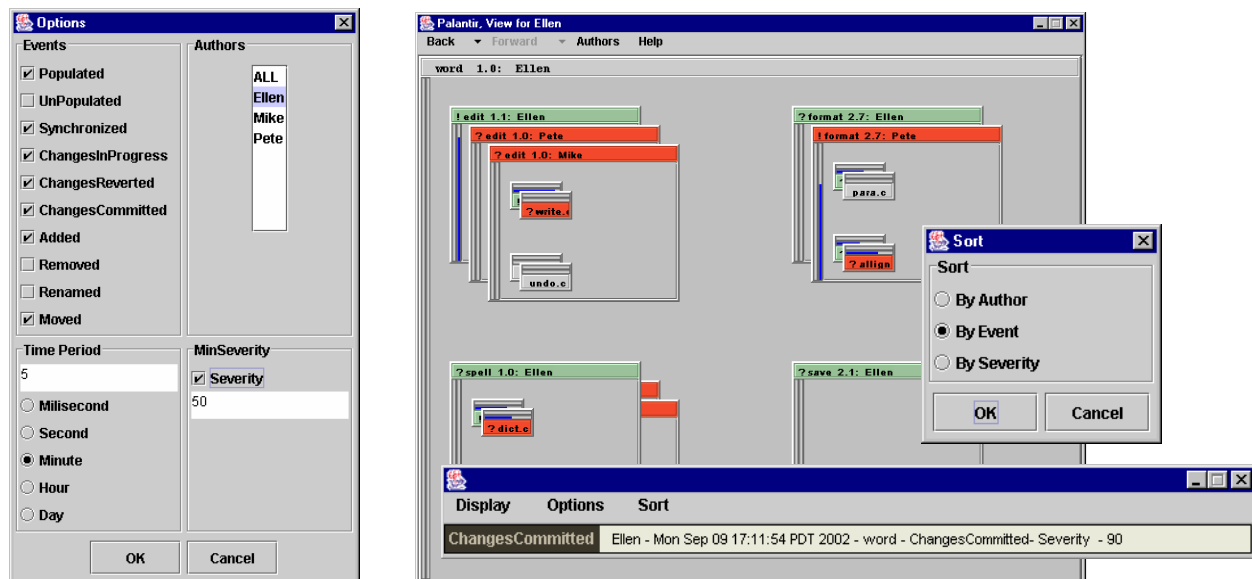 Options
Events
Populated
UnPopulated
Synchronized
ChangesInProgress
ChangesReverted
ChangesCommitted
Added
Removed
Renamed
Moved
Authors
ALL
Ellen
Mike
Pete
Time Period
5
Milisecond
Second
Minute
Hour
Day
MinSeverity
Severity
50
OK Cancel
Palantir, View for Ellen
Back Forward Authors Help
word 1.0: Ellen
! edit 1.1: Ellen
? edit 1.0: Pete
? edit 1.0: Mike
? write.c
undo.c
? format 2.7: Ellen
! format 2.7: Pete
para.c
? allign
? spell 1.0: Ellen
? dict.c
? save 2.1: Ellen
Sort
Sort
By Author
By Event
By Severity
OK Cancel
Display Options Sort
ChangesCommitted Ellen - Mon Sep 09 17:11:54 PDT 2002 - word - ChangesCommitted- Severity - 90